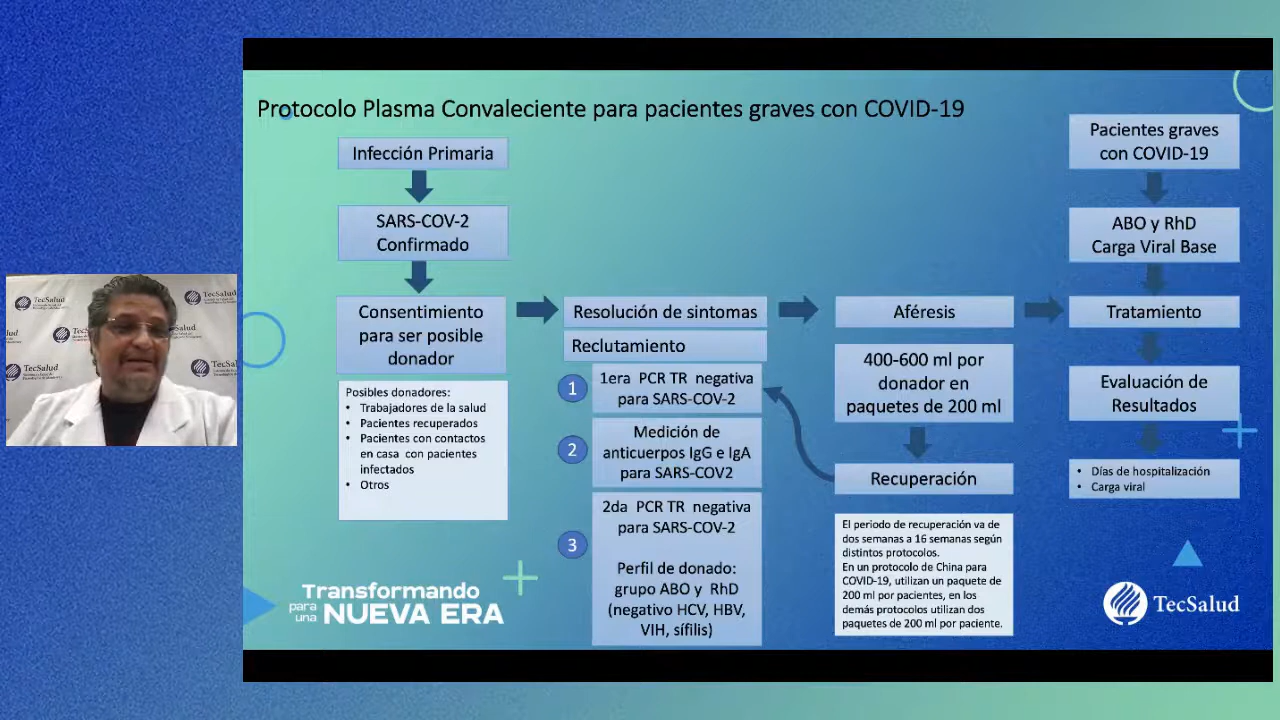 Protocolo Plasma Convaleciente para pacientes graves con COVID-19
Infección Primaria
SARS-COV-2
Confirmado
Consentimiento
para ser posible
donador
Posibles donadores:
• Trabajadores de la salud
• Pacientes recuperados
• Pacientes con contactos
en casa con pacientes
infectados
• Otros
Resolución de sintomas
Reclutamiento
1
1era PCR TR negativa
para SARS-COV-2
2
Medición de
anticuerpos IgG e IgA
para SARS-COV2
3
2da PCR TR negativa
para SARS-COV-2
Perfil de donado:
grupo ABO y RhD
(negativo HCV, HBV,
VIH, sífilis)
Aféresis
400-600 ml por
donador en
paquetes de 200 ml
Recuperación
El periodo de recuperación va de
dos semanas a 16 semanas según
distintos protocolos.
En un protocolo de China para
COVID-19, utilizan un paquete de
200 ml por pacientes, en los
demás protocolos utilizan dos
paquetes de 200 ml por paciente.
Pacientes graves
con COVID-19
ABO y RhD
Carga Viral Base
Tratamiento
Evaluación de
Resultados
• Días de hospitalización
• Carga viral
Transformando
para
una
NUEVA ERA
TecSalud
TecSalud
TecSalud
TecSalud
TecSalud
TecSalud
TecSalud